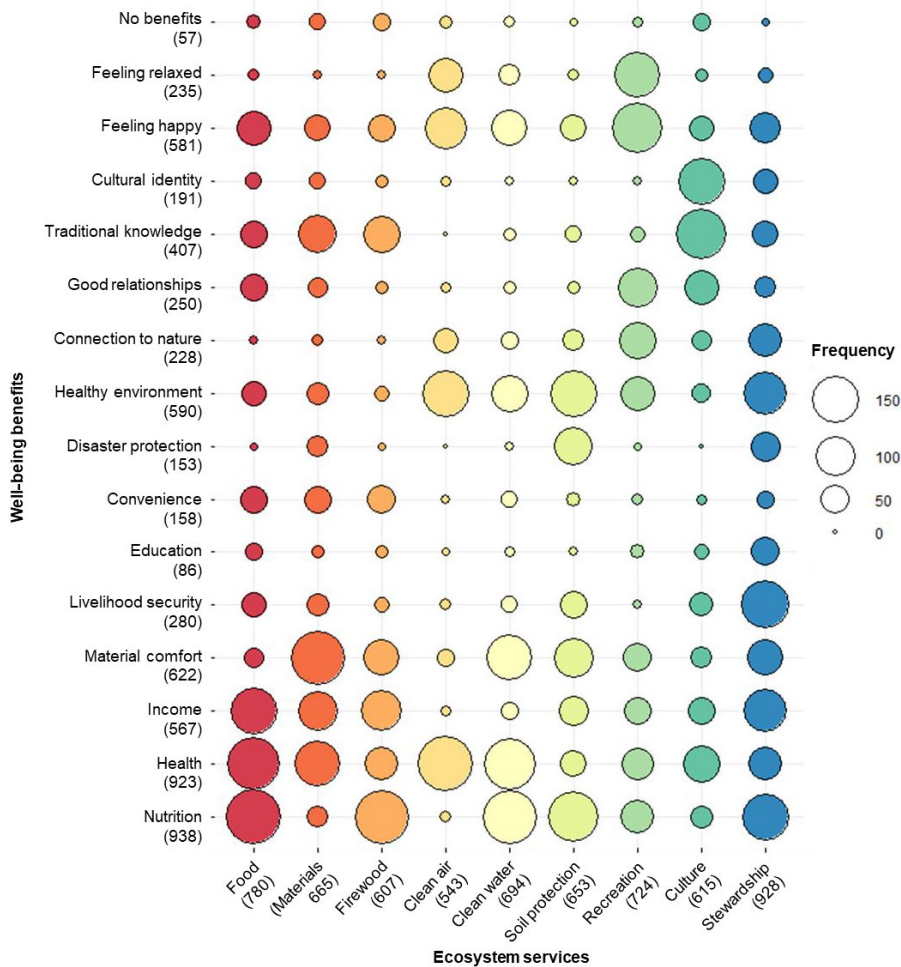 No benefits
(57)
Feeling relaxed
(235)
Feeling happy
(581)
Cultural identity
(191)
Traditional knowledge
(407)
Good relationships
(250)
Connection to nature
(228)
Healthy environment
(590)
Disaster protection
(153)
Convenience
(158)
Education
(86)
Livelihood security
(280)
Material comfort
(622)
Income
(567)
Health
(923)
Nutrition
(938)
Well-being benefits
Food
(780)
(Materials
665)
Firewood
(607)
Clean air
(543)
Clean water
(694)
Soil protection
(653)
Recreation
(724)
Culture
(615)
Stewardship
(928)
Ecosystem services
Frequency
150
100
50
0